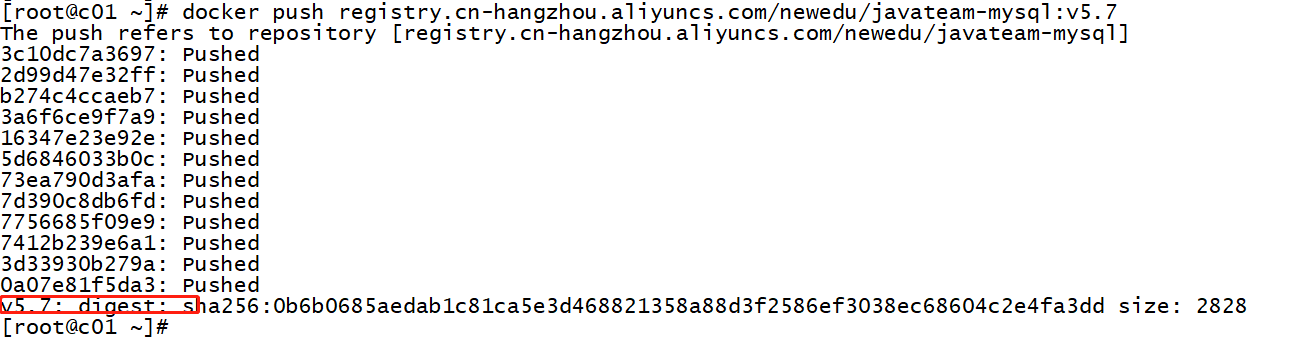 [root@c01 ~]# docker push registry.cn-hangzhou.aliyuncs.com/newedu/javateam-mysql:v5.7
The push refers to repository [registry.cn-hangzhou.aliyuncs.com/newedu/javateam-mysql]
3c10dc7a3697: Pushed
2d99d47e32ff: Pushed
b274c4ccaeb7: Pushed
3a6f6ce9f7a9: Pushed
16347e23e92e: Pushed
5d6846033b0c: Pushed
73ea790d3afa: Pushed
7d390c8db6fd: Pushed
7756685f09e9: Pushed
7412b239e6a1: Pushed
3d33930b279a: Pushed
0a07e81f5da3: Pushed
v5.7: digest: sha256:0b6b0685aedab1c81ca5e3d468821358a88d3f2586ef3038ec68604c2e4fa3dd size: 2828
[root@c01 ~]#